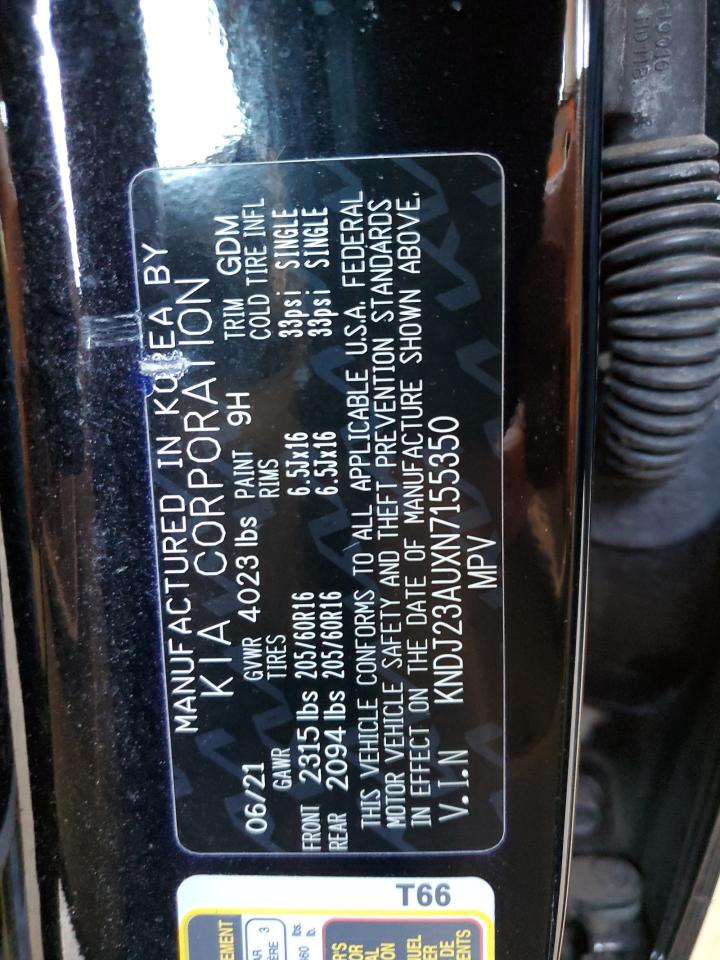 MANUFACTURED IN KOREA BY
KIA CORPORATION
06/21 GVWR 4023 lbs PAINT 9H TRIM GDM
GAWR TIRES RIMS COLD TIRE INFL
FRONT 2315 lbs 205/60R16 6.5Jx16 33psi SINGLE
REAR 2094 lbs 205/60R16 6.5Jx16 33psi SINGLE
THIS VEHICLE CONFORMS TO ALL APPLICABLE U.S.A. FEDERAL
MOTOR VEHICLE SAFETY AND THEFT PREVENTION STANDARDS
IN EFFECT ON THE DATE OF MANUFACTURE SHOWN ABOVE.
V.I.N KNDJ23AUXN7155350
MPV
T66